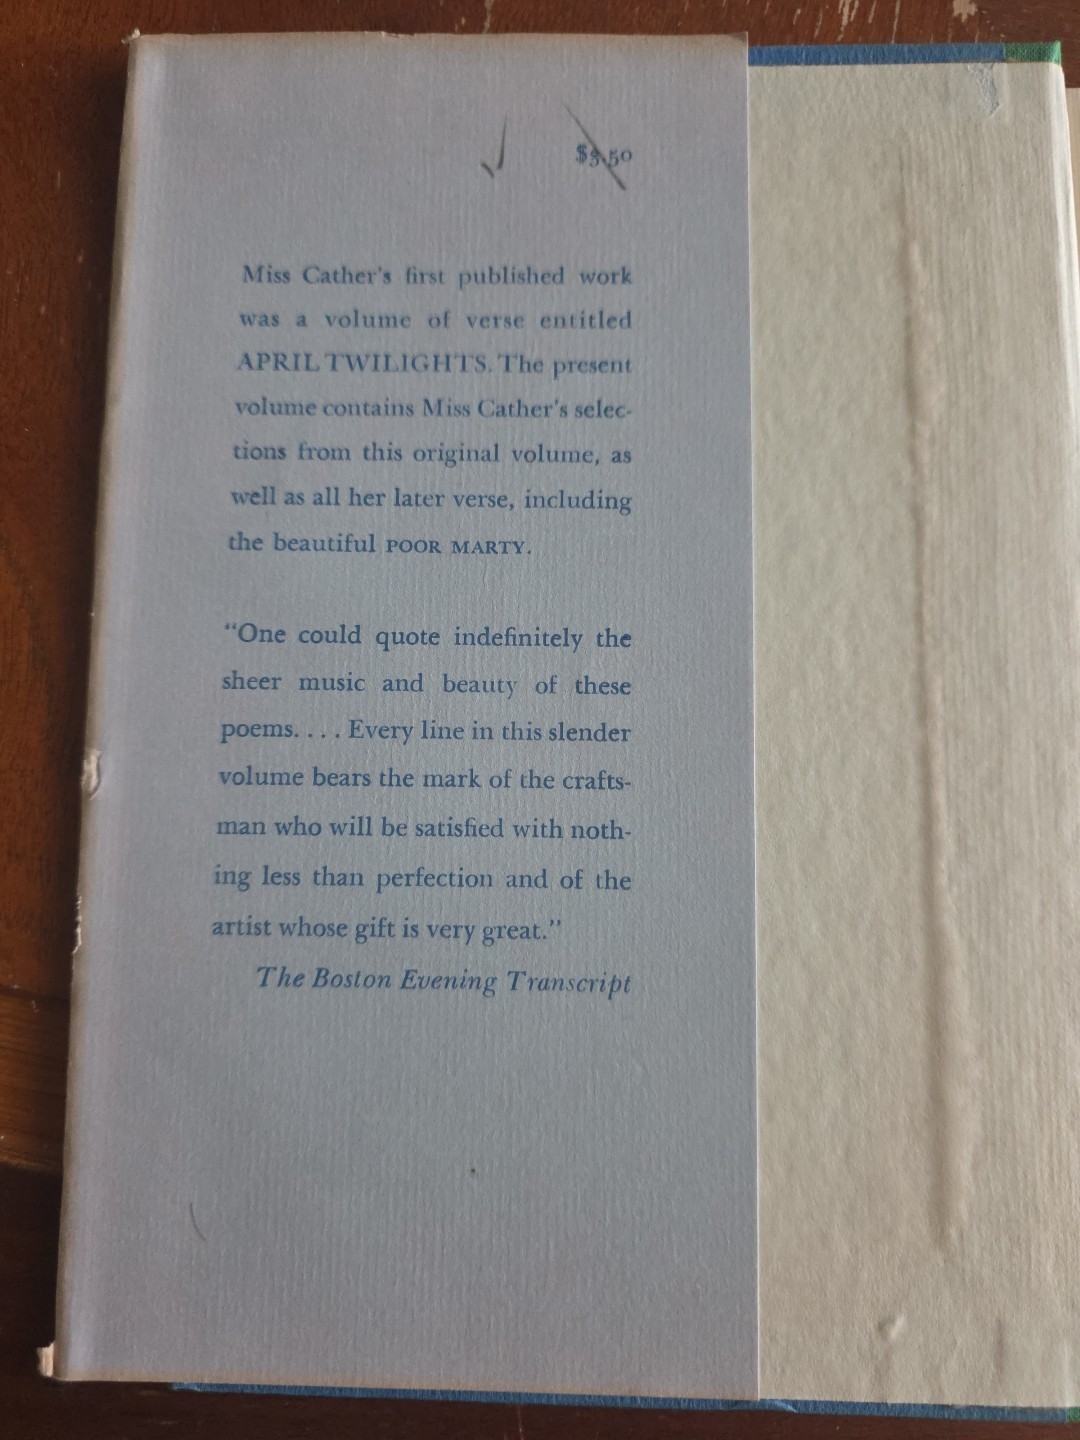 $3.50
Miss Cather's first published work
was a volume of verse entitled
APRIL TWILIGHTS. The present
volume contains Miss Cather's selec-
tions from this original volume, as
well as all her later verse, including
the beautiful POOR MARTY.
"One could quote indefinitely the
sheer music and beauty of these
poems. . . . Every line in this slender
volume bears the mark of the crafts-
man who will be satisfied with noth-
ing less than perfection and of the
artist whose gift is very great."
The Boston Evening Transcript